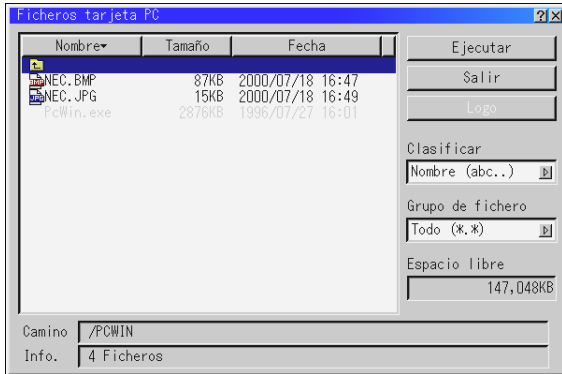 Ficheros tarjeta PC
Nombre Tamaño Fecha
NEC.BMP 87KB 2000/07/18 16:47
NEC.JPG 15KB 2000/07/18 16:49
PcWin.exe 2876KB 1996/07/27 16:01
Ejecutar
Salir
Logo
Clasificar
Nombre (abc..)
Grupo de fichero
Todo (*.*)
Espacio libre
147,048KB
Camino /PCWIN
Info. 4 Ficheros